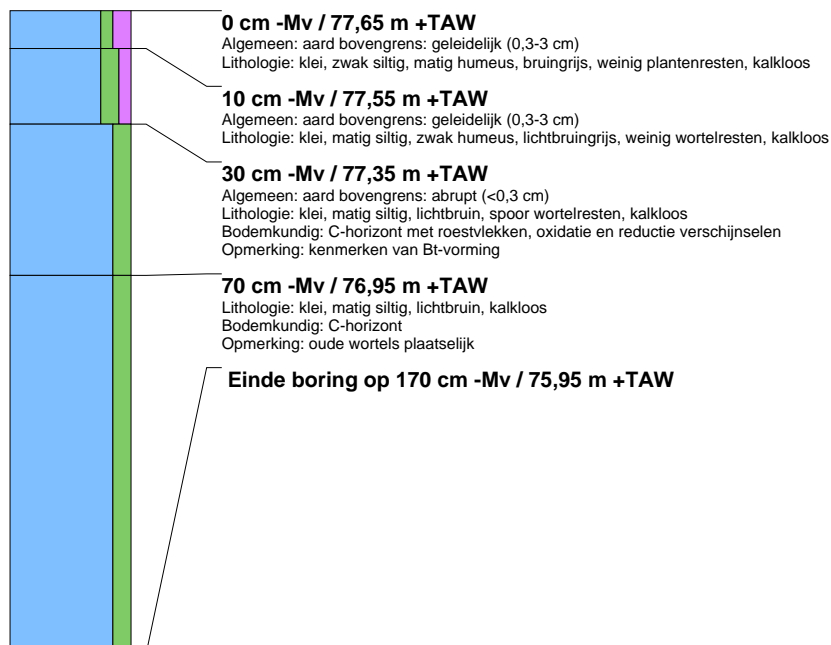 0 cm -Mv / 77,65 m +TAW
Algemeen: aard bovengrens: geleidelijk (0,3-3 cm)
Lithologie: klei, zwak siltig, matig humeus, bruingrijs, weinig plantenresten, kalkloos
10 cm -Mv / 77,55 m +TAW
Algemeen: aard bovengrens: geleidelijk (0,3-3 cm)
Lithologie: klei, matig siltig, zwak humeus, lichtbruingrijs, weinig wortelresten, kalkloos
30 cm -Mv / 77,35 m +TAW
Algemeen: aard bovengrens: abrupt (<0,3 cm)
Lithologie: klei, matig siltig, lichtbruin, spoor wortelresten, kalkloos
Bodemkundig: C-horizont met roestvlekken, oxidatie en reductie verschijnselen
Opmerking: kenmerken van Bt-vorming
70 cm -Mv / 76,95 m +TAW
Lithologie: klei, matig siltig, lichtbruin, kalkloos
Bodemkundig: C-horizont
Opmerking: oude wortels plaatselijk
Einde boring op 170 cm -Mv / 75,95 m +TAW